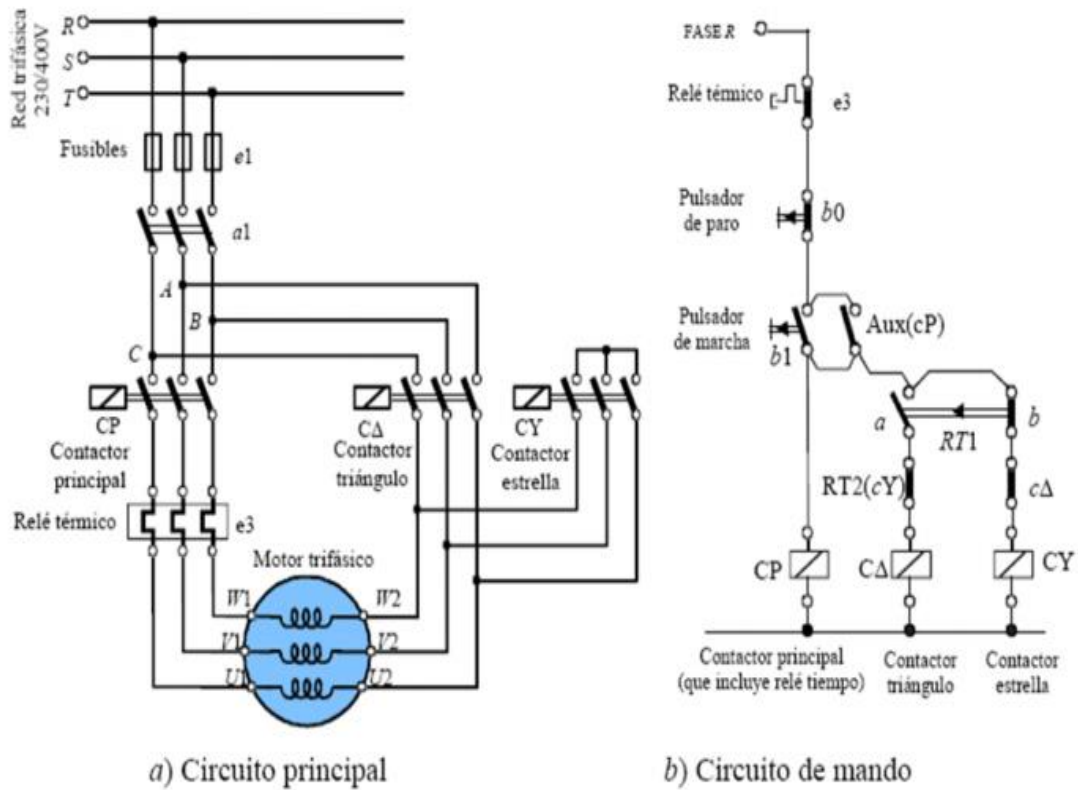 Red trifásica
230/400V
R
S
T
Fusibles
e1
a1
A
B
C
CP
Contactor
principal
CΔ
Contactor
triángulo
CY
Contactor
estrella
Relé térmico
e3
Motor trifásico
W1
W2
V1
V2
U1
U2
a) Circuito principal
FASE R
Relé térmico
e3
Pulsador
de paro
b0
Pulsador
de marcha
b1
Aux(cP)
a
RT1
b
RT2(cY)
cΔ
CP
CΔ
CY
Contactor principal
(que incluye relé tiempo)
Contactor
triángulo
Contactor
estrella
b) Circuito de mando